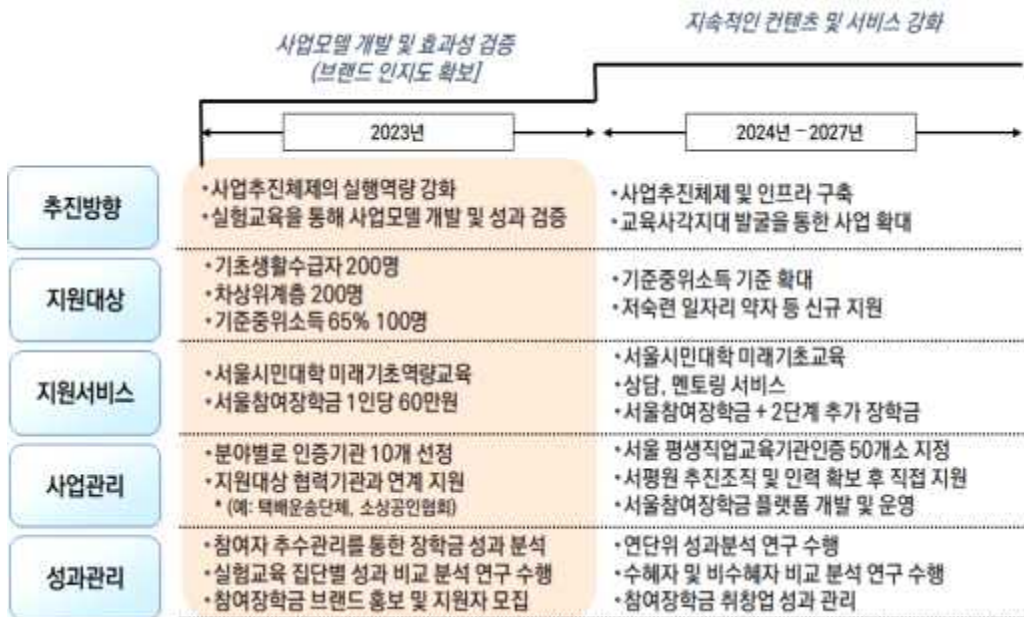 사업모델 개발 및 효과성 검증
(브랜드 인지도 확보]
지속적인 컨텐츠 및 서비스 강화
2023년
2024년 – 2027년
추진방향
•사업추진체제의 실행역량 강화
•실험교육을 통해 사업모델 개발 및 성과 검증
•사업추진체제 및 인프라 구축
•교육사각지대 발굴을 통한 사업 확대
지원대상
•기초생활수급자 200명
•차상위계층 200명
•기준중위소득 65% 100명
•기준중위소득 기준 확대
•저숙련 일자리 약자 등 신규 지원
지원서비스
•서울시민대학 미래기초역량교육
•서울참여장학금 1인당 60만원
•서울시민대학 미래기초교육
•상담, 멘토링 서비스
•서울참여장학금 + 2단계 추가 장학금
사업관리
•분야별로 인증기관 10개 선정
•지원대상 협력기관과 연계 지원
* (예: 택배운송단체, 소상공인협회)
•서울 평생직업교육기관인증 50개소 지정
•서평원 추진조직 및 인력 확보 후 직접 지원
•서울참여장학금 플랫폼 개발 및 운영
성과관리
•참여자 추수관리를 통한 장학금 성과 분석
•실험교육 집단별 성과 비교 분석 연구 수행
•참여장학금 브랜드 홍보 및 지원자 모집
•연단위 성과분석 연구 수행
•수혜자 및 비수혜자 비교 분석 연구 수행
•참여장학금 취창업 성과 관리